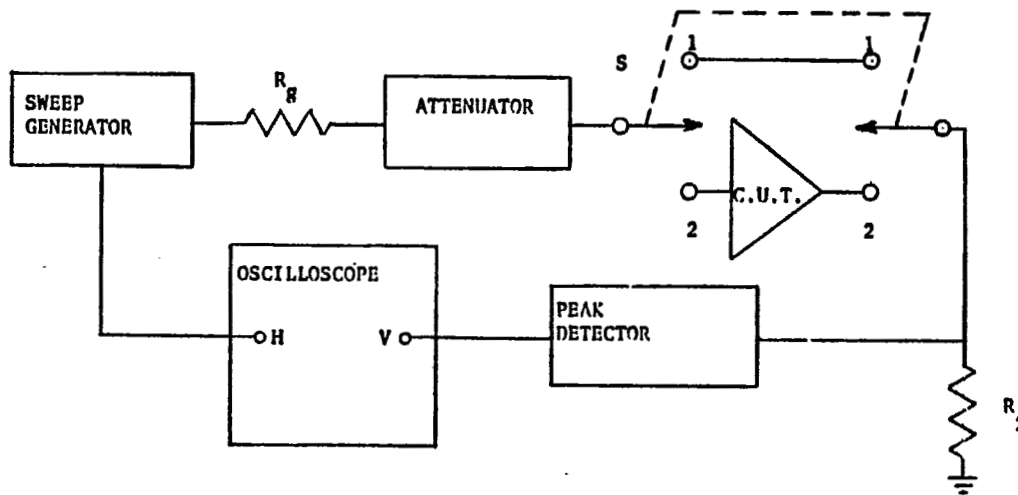 SWEEP
GENERATOR
R
g
ATTENUATOR
S
1
1
2
C.U.T.
2
OSCILLOSCOPE
H
V
PEAK
DETECTOR
R